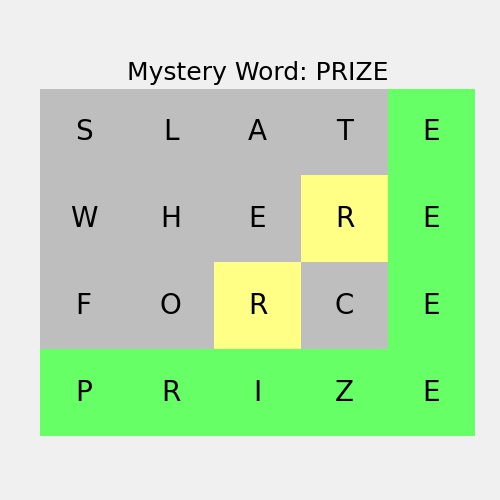 Mystery Word: PRIZE
S L A T E
W H E R E
F O R C E
P R I Z E